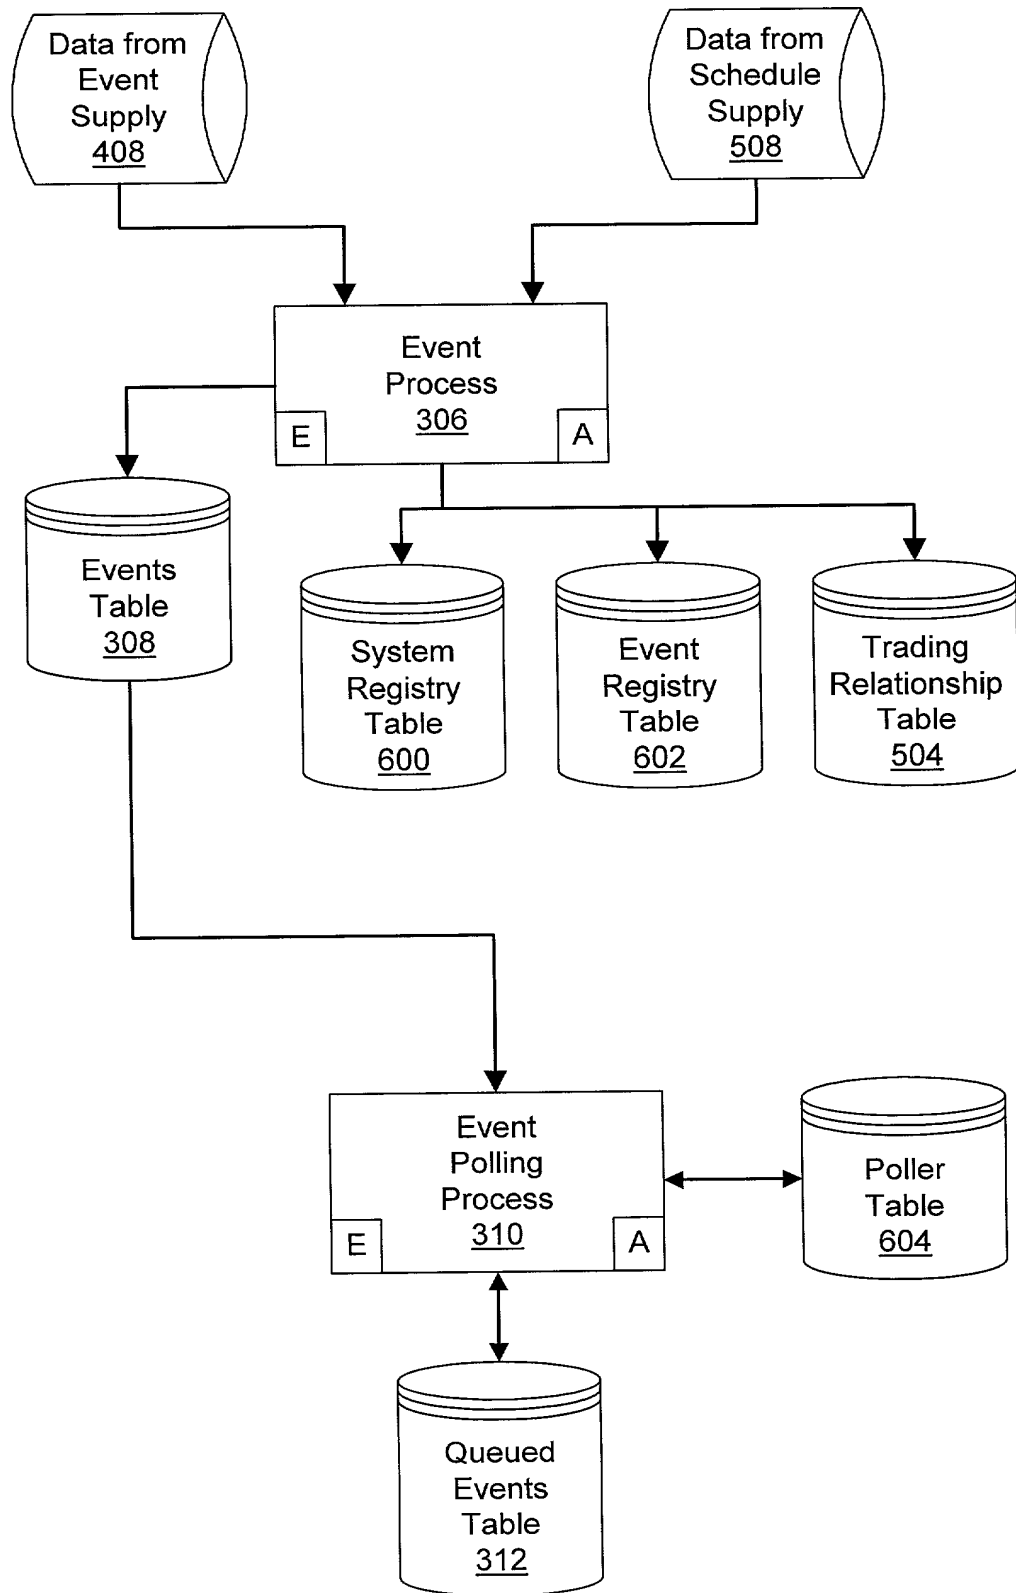 Data from
Event
Supply
408
Data from
Schedule
Supply
508
Event
Process
306
E
A
Events
Table
308
System
Registry
Table
600
Event
Registry
Table
602
Trading
Relationship
Table
504
Event
Polling
Process
310
E
A
Poller
Table
604
Queued
Events
Table
312